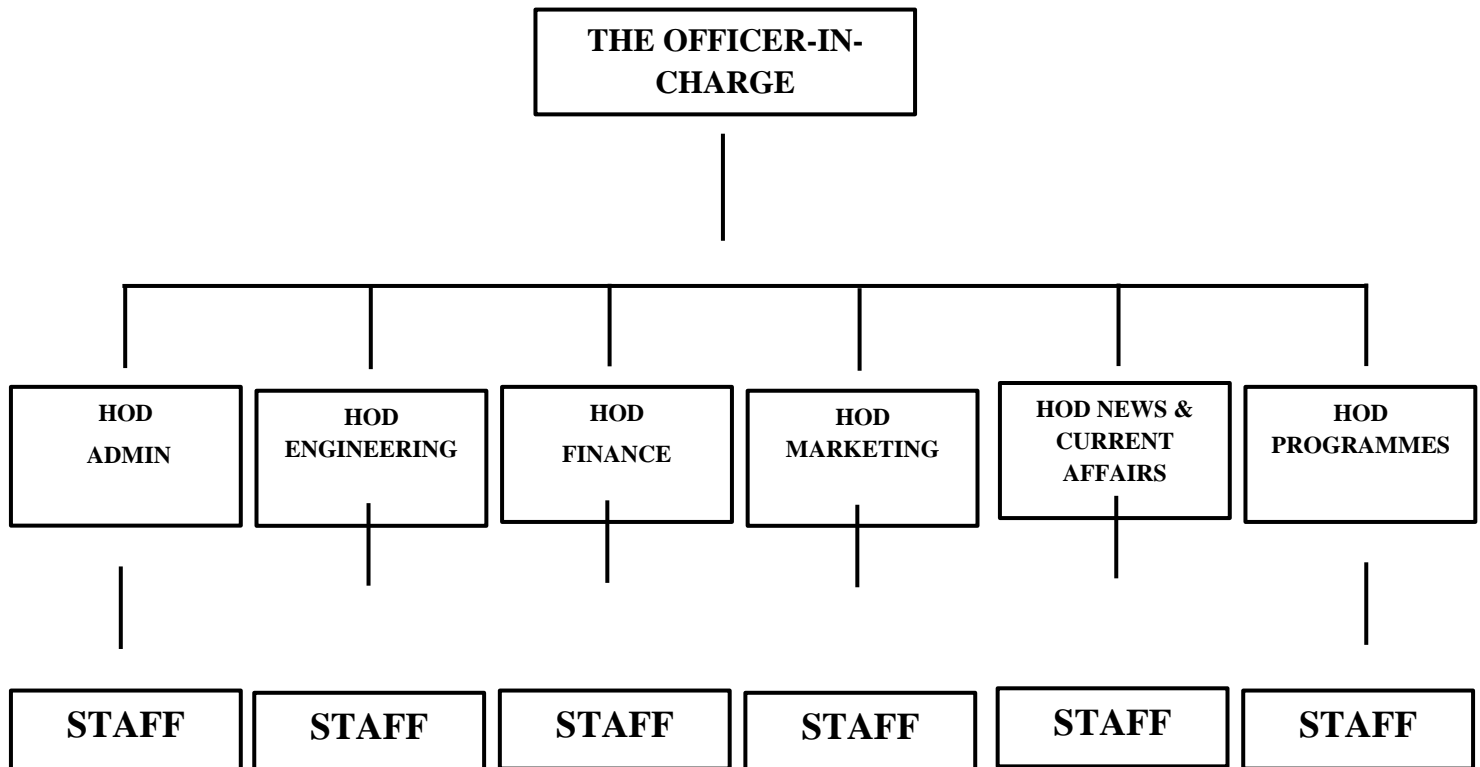 THE OFFICER-IN-
CHARGE
HOD
ADMIN
HOD
ENGINEERING
HOD
FINANCE
HOD
MARKETING
HOD NEWS &
CURRENT
AFFAIRS
HOD
PROGRAMMES
STAFF
STAFF
STAFF
STAFF
STAFF
STAFF